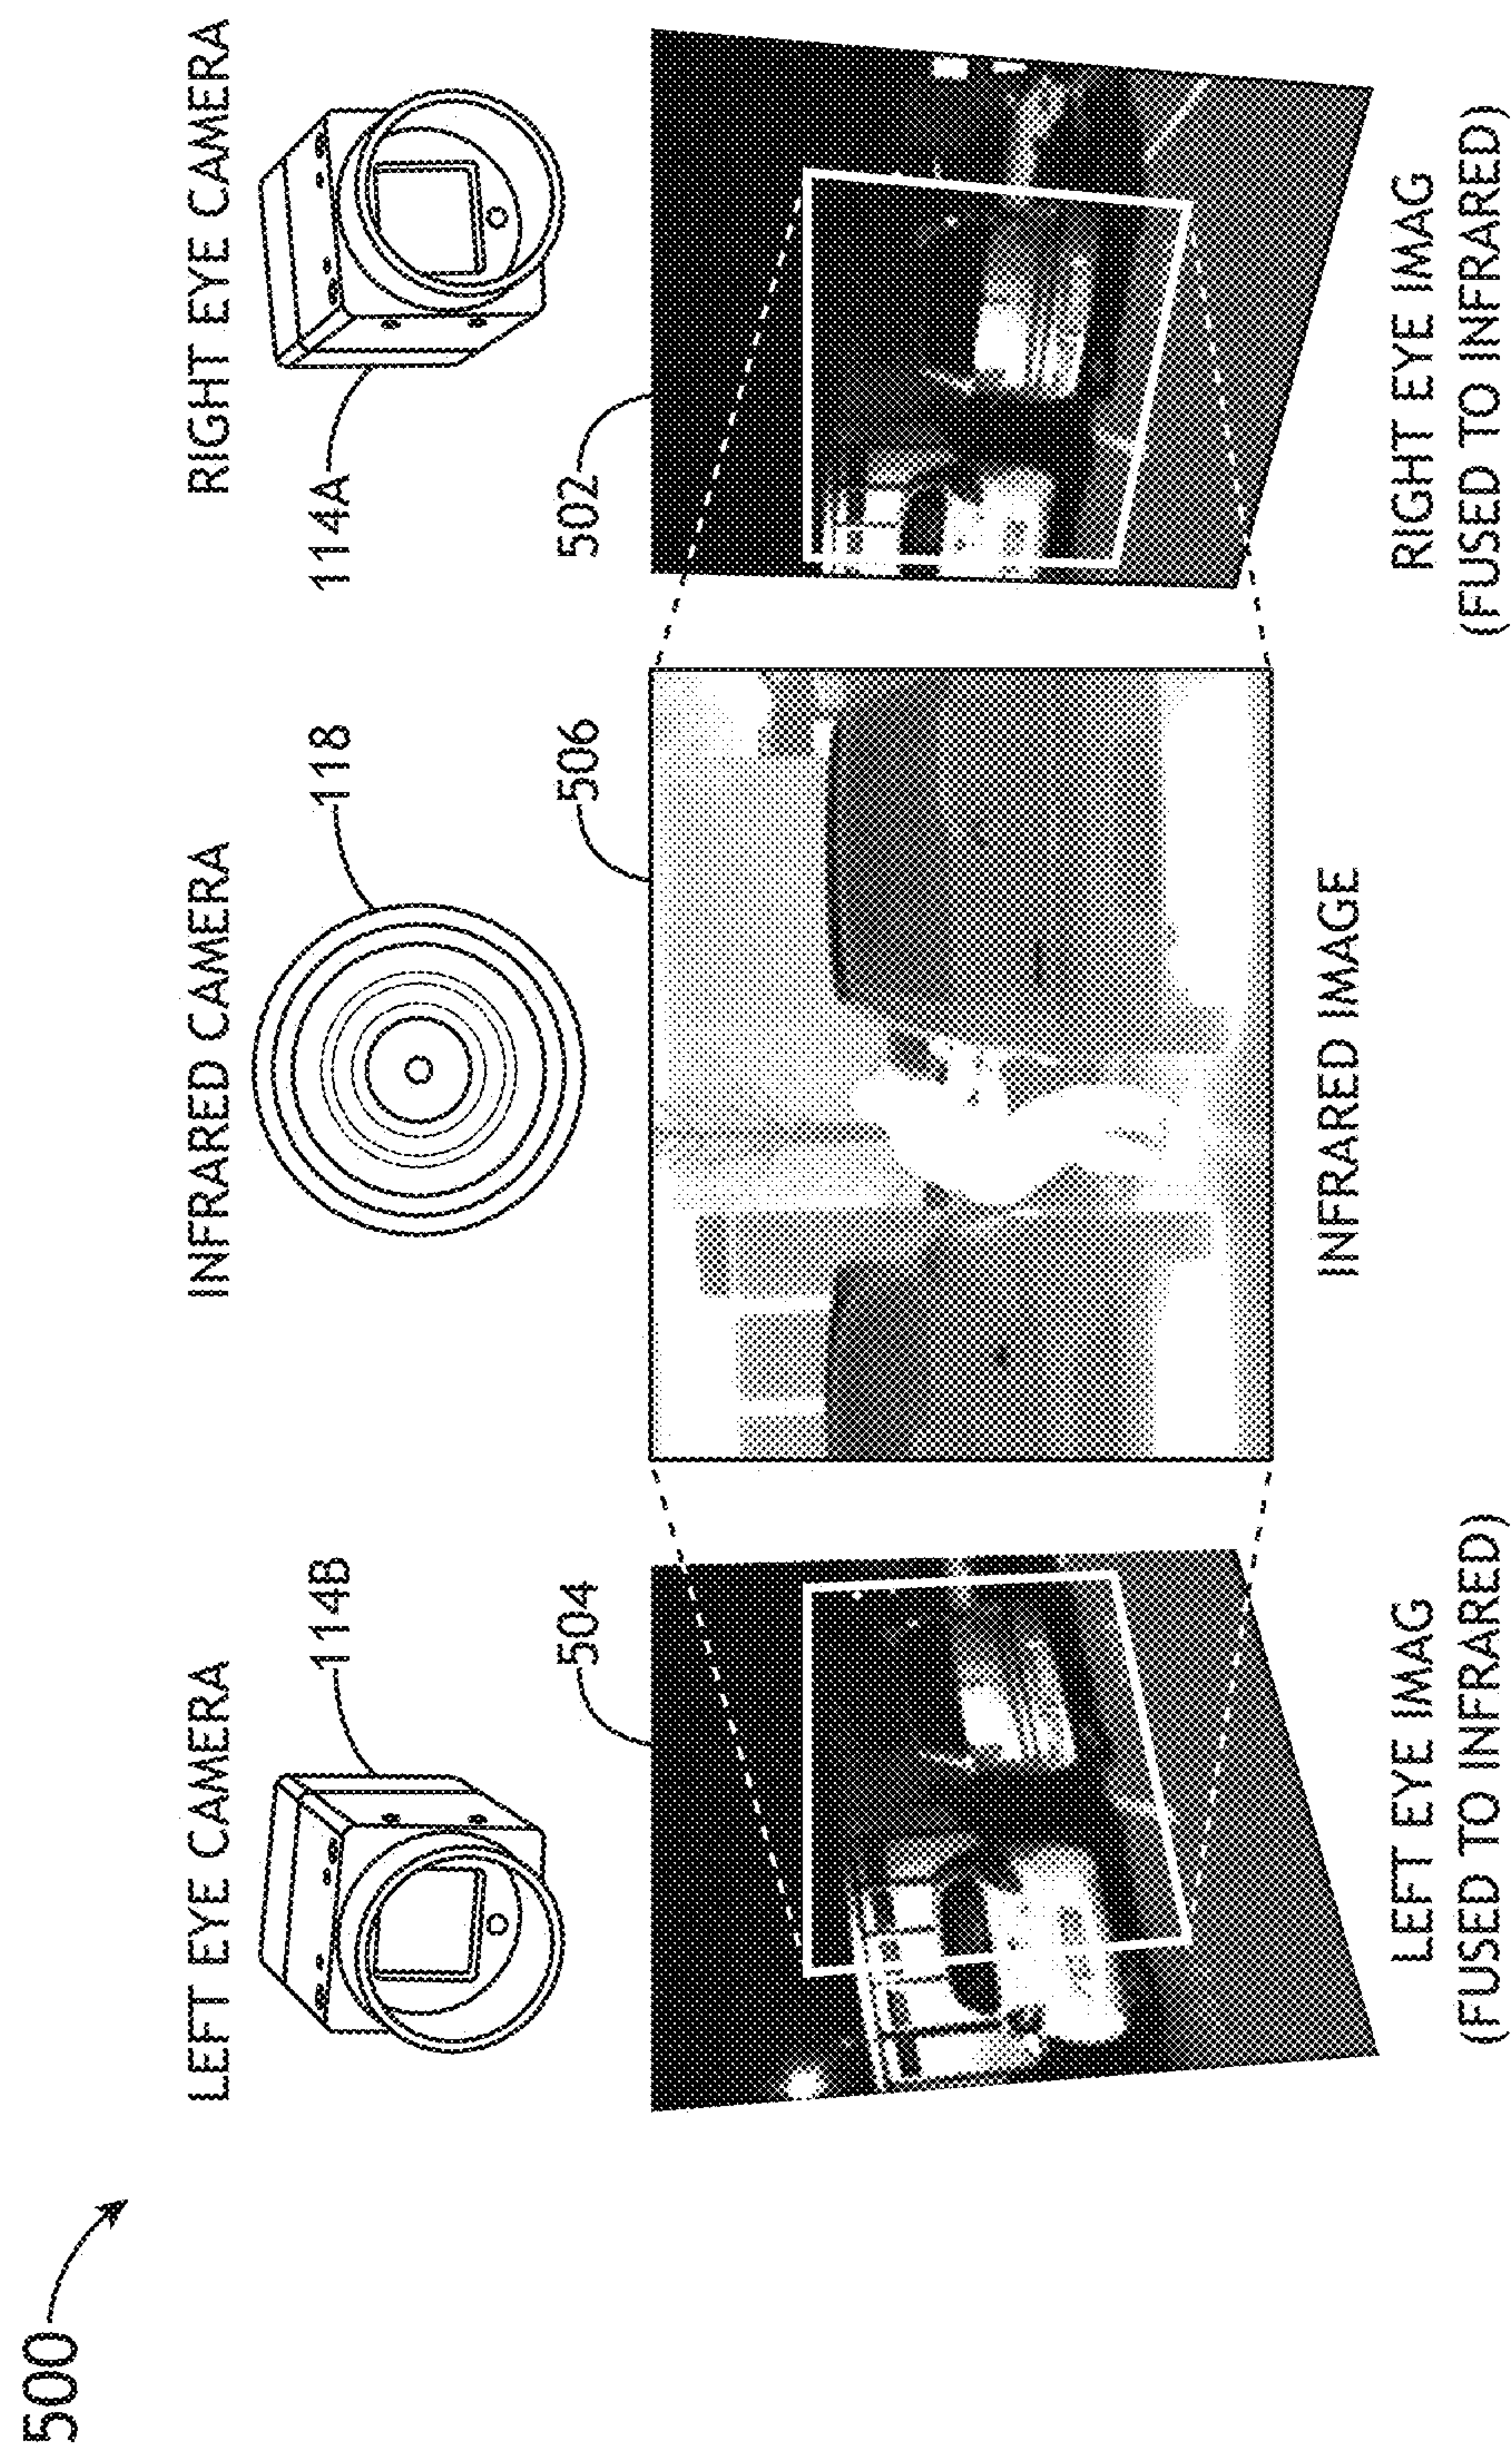 500
LEFT EYE CAMERA
INFRARED CAMERA
RIGHT EYE CAMERA
114B
118
114A
504
506
502
LEFT EYE IMAG
(FUSED TO INFRARED)
INFRARED IMAGE
RIGHT EYE IMAG
(FUSED TO INFRARED)